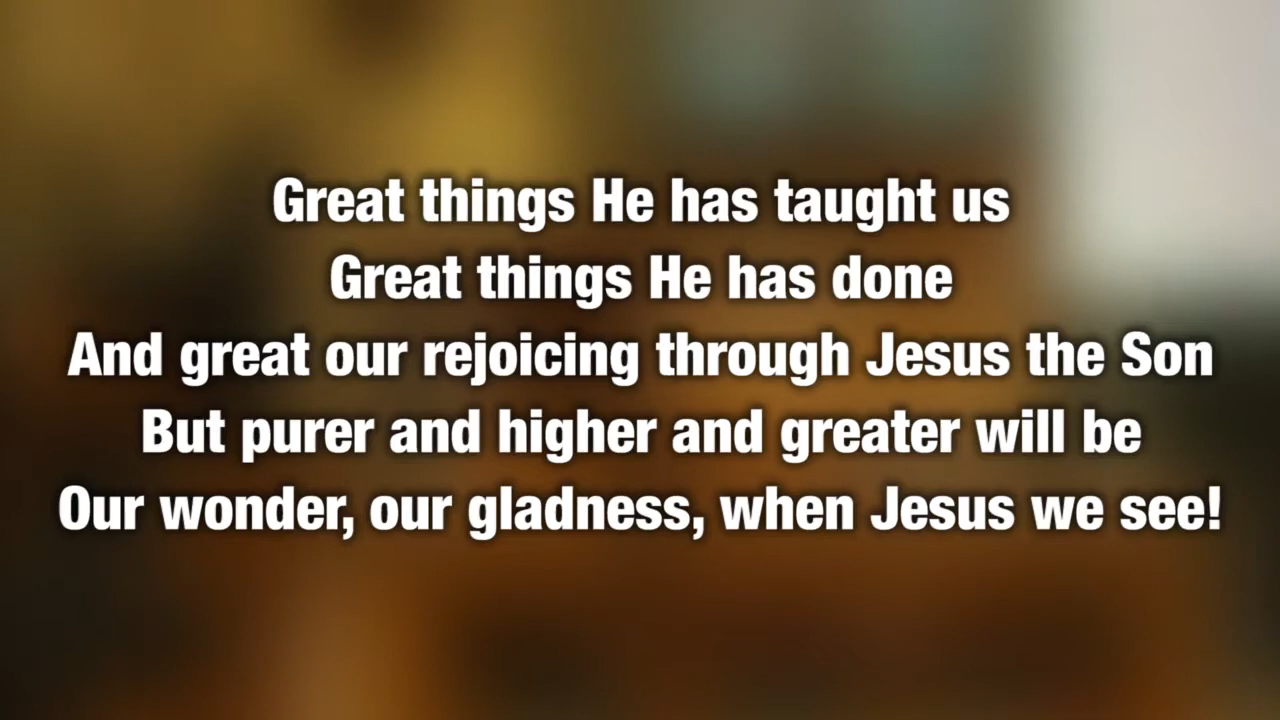 Great things He has taught us
Great things He has done
And great our rejoicing through Jesus the Son
But purer and higher and greater will be
Our wonder, our gladness, when Jesus we see!